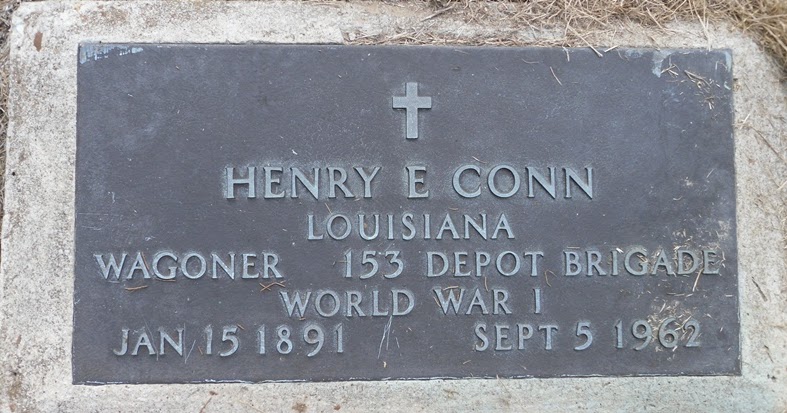 HENRY E CONN
LOUISIANA
WAGONER 153 DEPOT BRIGADE
WORLD WAR I
JAN 15 1891 SEPT 5 1962